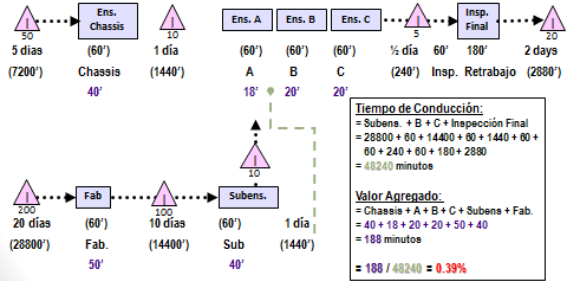 50
Ens.
Chassis
10
Ens. A
Ens. B
Ens. C
5
Insp.
Final
20
5 dias
(60')
1 día
(60')
(60')
(60')
½ día
60'
180'
2 days
(7200')
Chassis
(1440')
A
B
C
(240')
Insp.
Retrabajo
(2880')
40'
18'
20'
20'
10
200
Fab
100
Subens.
20 días
(60')
10 días
(60')
1 día
(28800')
Fab.
(14400')
Sub
(1440')
50'
40'
Tiempo de Conducción:
= Subens. + B + C + Inspección Final
= 28800 + 60 + 14400 + 60 + 1440 + 60 +
60 + 240 + 60 + 180 + 2880
= 48240 minutos
Valor Agregado:
= Chassis + A + B + C + Subens + Fab.
= 40 + 18 + 20 + 20 + 50 + 40
= 188 minutos
= 188 / 48240 = 0.39%